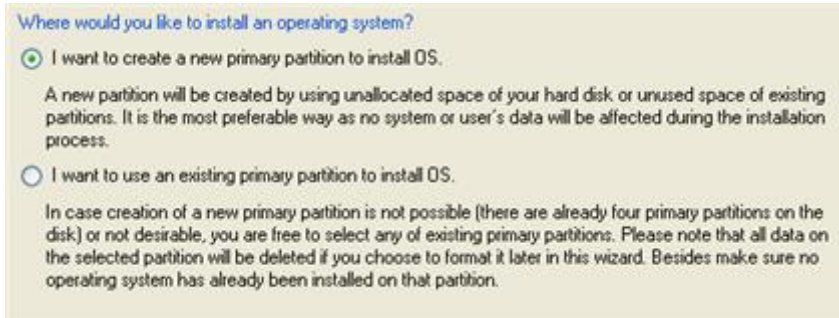 Where would you like to install an operating system?
I want to create a new primary partition to install OS.
A new partition will be created by using unallocated space of your hard disk or unused space of existing
partitions. It is the most preferable way as no system or user's data will be affected during the installation
process.
I want to use an existing primary partition to install OS.
In case creation of a new primary partition is not possible (there are already four primary partitions on the
disk) or not desirable, you are free to select any of existing primary partitions. Please note that all data on
the selected partition will be deleted if you choose to format it later in this wizard. Besides make sure no
operating system has already been installed on that partition.